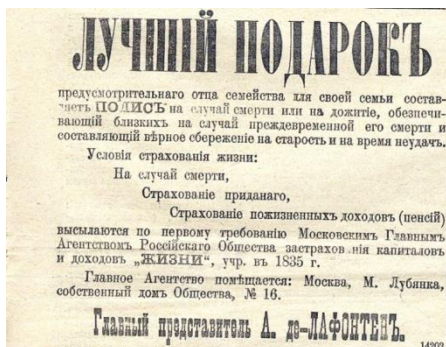 ЛУЧШІЙ ПОДАРОКЪ
предусмотрительнаго отца семейства для своей семьи состав-
ляетъ ПОЛИСЪ на случай смерти или на дожитіе, обезпечи-
вающій близкихъ на случай преждевременной его смерти и
составляющій вѣрное сбереженіе на старость и на время неудачъ.
Условія страхованія жизни:
На случай смерти,
Страхованіе приданаго,
Страхованіе пожизненныхъ доходовъ (пенсій)
высылаются по первому требованію Московскимъ Главнымъ
Агентствомъ Россійскаго Общества застрахованія капиталовъ
и доходовъ „ЖИЗНИ“, учр. въ 1835 г.
Главное Агентство помѣщается: Москва, М. Лубянка,
собственный домъ Общества, № 16.
Главный представитель А. де-ЛАФОНТЕНЪ.
14202